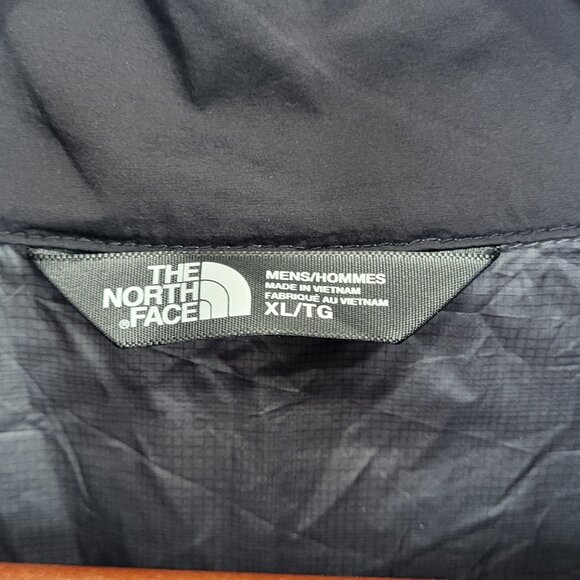 THE
NORTH
®FACE
MENS/HOMMES
MADE IN VIETNAM
FABRIQUÉ AU VIETNAM
XL/TG